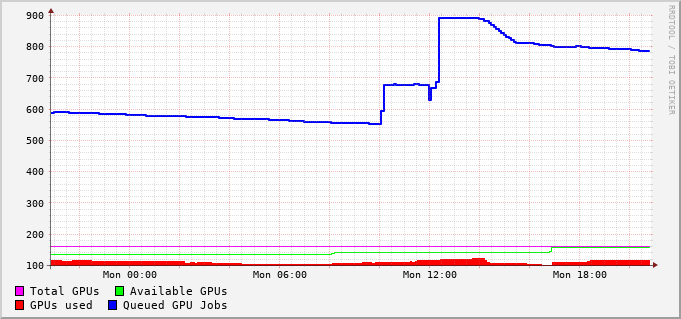 900
800
700
600
500
400
300
200
100
Mon 00:00 Mon 06:00 Mon 12:00 Mon 18:00
Total GPUs Available GPUs
GPUs used Queued GPU Jobs
RRDTOOL / TOBI OETIKER